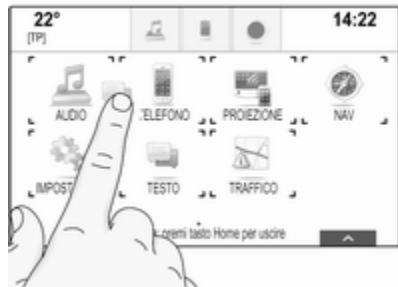 22° 14:22
[TP]
AUDIO .ELEFONO PROIEZIONE NAV
IMPOST TESTO TRAFFICO
premi tasto Home per uscire